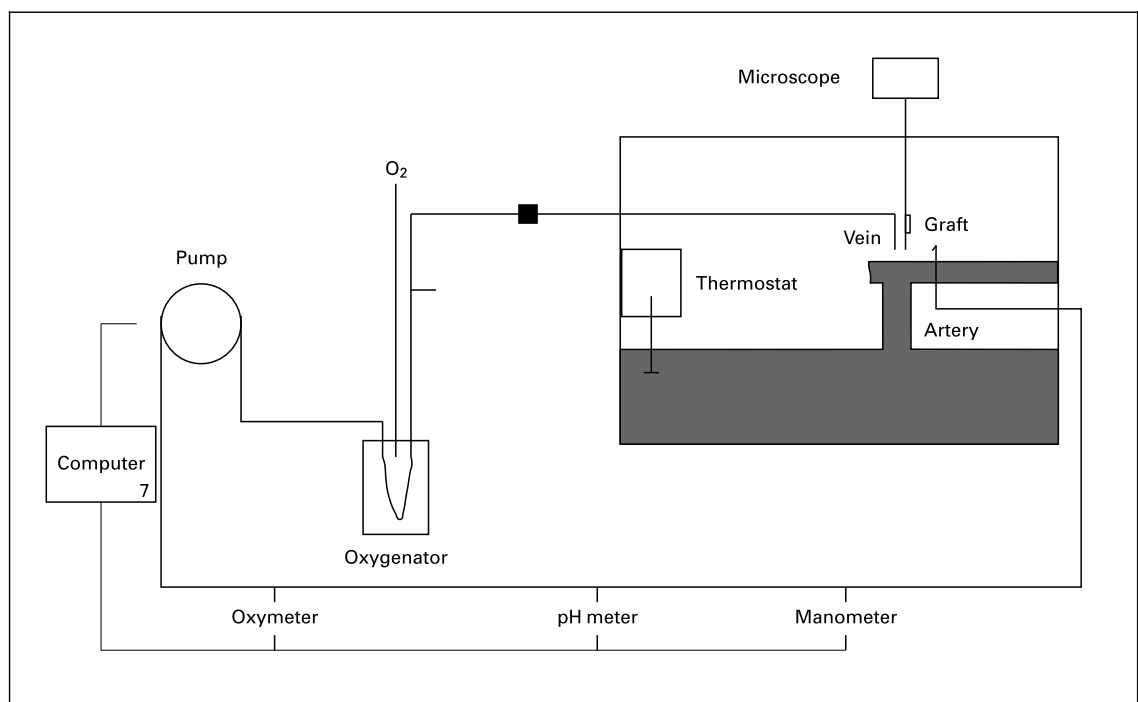 Microscope
O₂
Graft
Vein
Pump
Thermostat
Artery
Computer
7
Oxygenator
Oxymeter
pH meter
Manometer